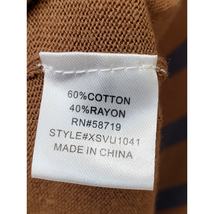 60%COTTON
40%RAYON
RN#58719
STYLE#XSVU1041
MADE IN CHINA